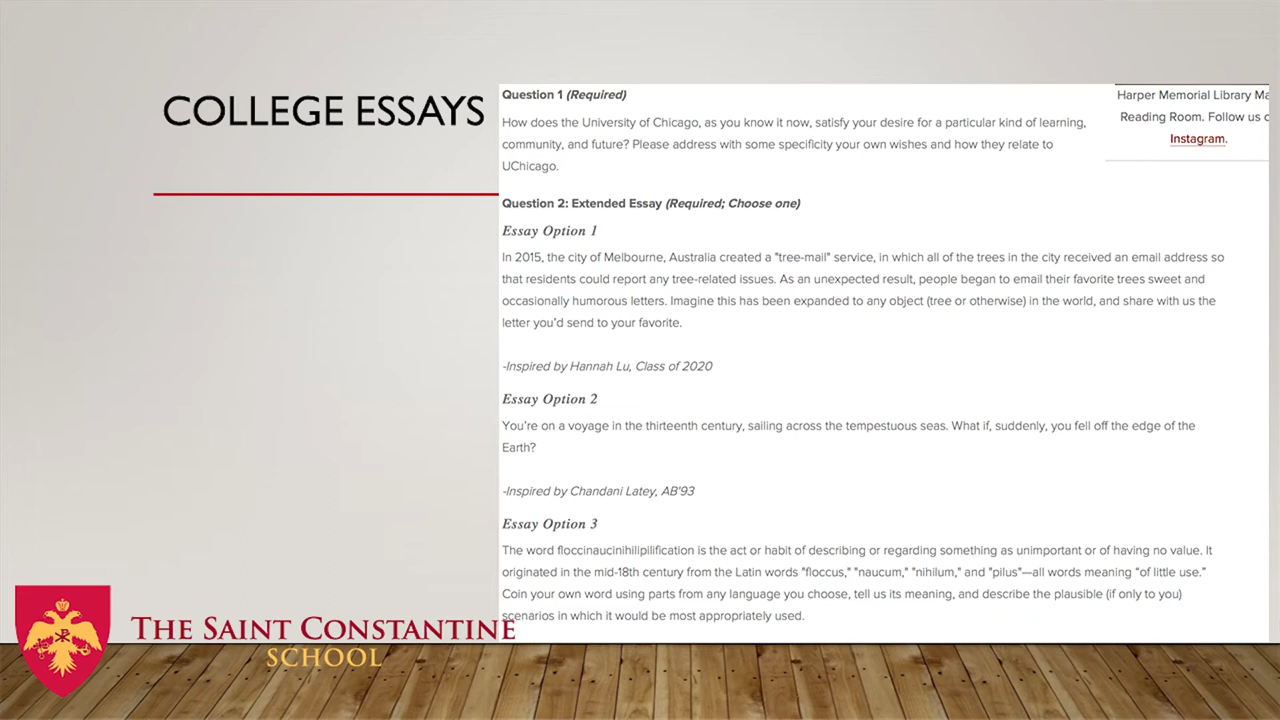 COLLEGE ESSAYS
Question 1 (Required)
How does the University of Chicago, as you know it now, satisfy your desire for a particular kind of learning,
community, and future? Please address with some specificity your own wishes and how they relate to
UChicago.
Question 2: Extended Essay (Required; Choose one)
Essay Option 1
In 2015, the city of Melbourne, Australia created a "tree-mail" service, in which all of the trees in the city received an email address so
that residents could report any tree-related issues. As an unexpected result, people began to email their favorite trees sweet and
occasionally humorous letters. Imagine this has been expanded to any object (tree or otherwise) in the world, and share with us the
letter you’d send to your favorite.
-Inspired by Hannah Lu, Class of 2020
Essay Option 2
You’re on a voyage in the thirteenth century, sailing across the tempestuous seas. What if, suddenly, you fell off the edge of the
Earth?
-Inspired by Chandani Latey, AB'93
Essay Option 3
The word floccinaucinihilipilification is the act or habit of describing or regarding something as unimportant or of having no value. It
originated in the mid-18th century from the Latin words "floccus," "naucum," "nihilum," and "pilus"—all words meaning “of little use.”
Coin your own word using parts from any language you choose, tell us its meaning, and describe the plausible (if only to you)
scenarios in which it would be most appropriately used.
Harper Memorial Library
Reading Room. Follow us
Instagram.
THE SAINT CONSTANTINE
SCHOOL